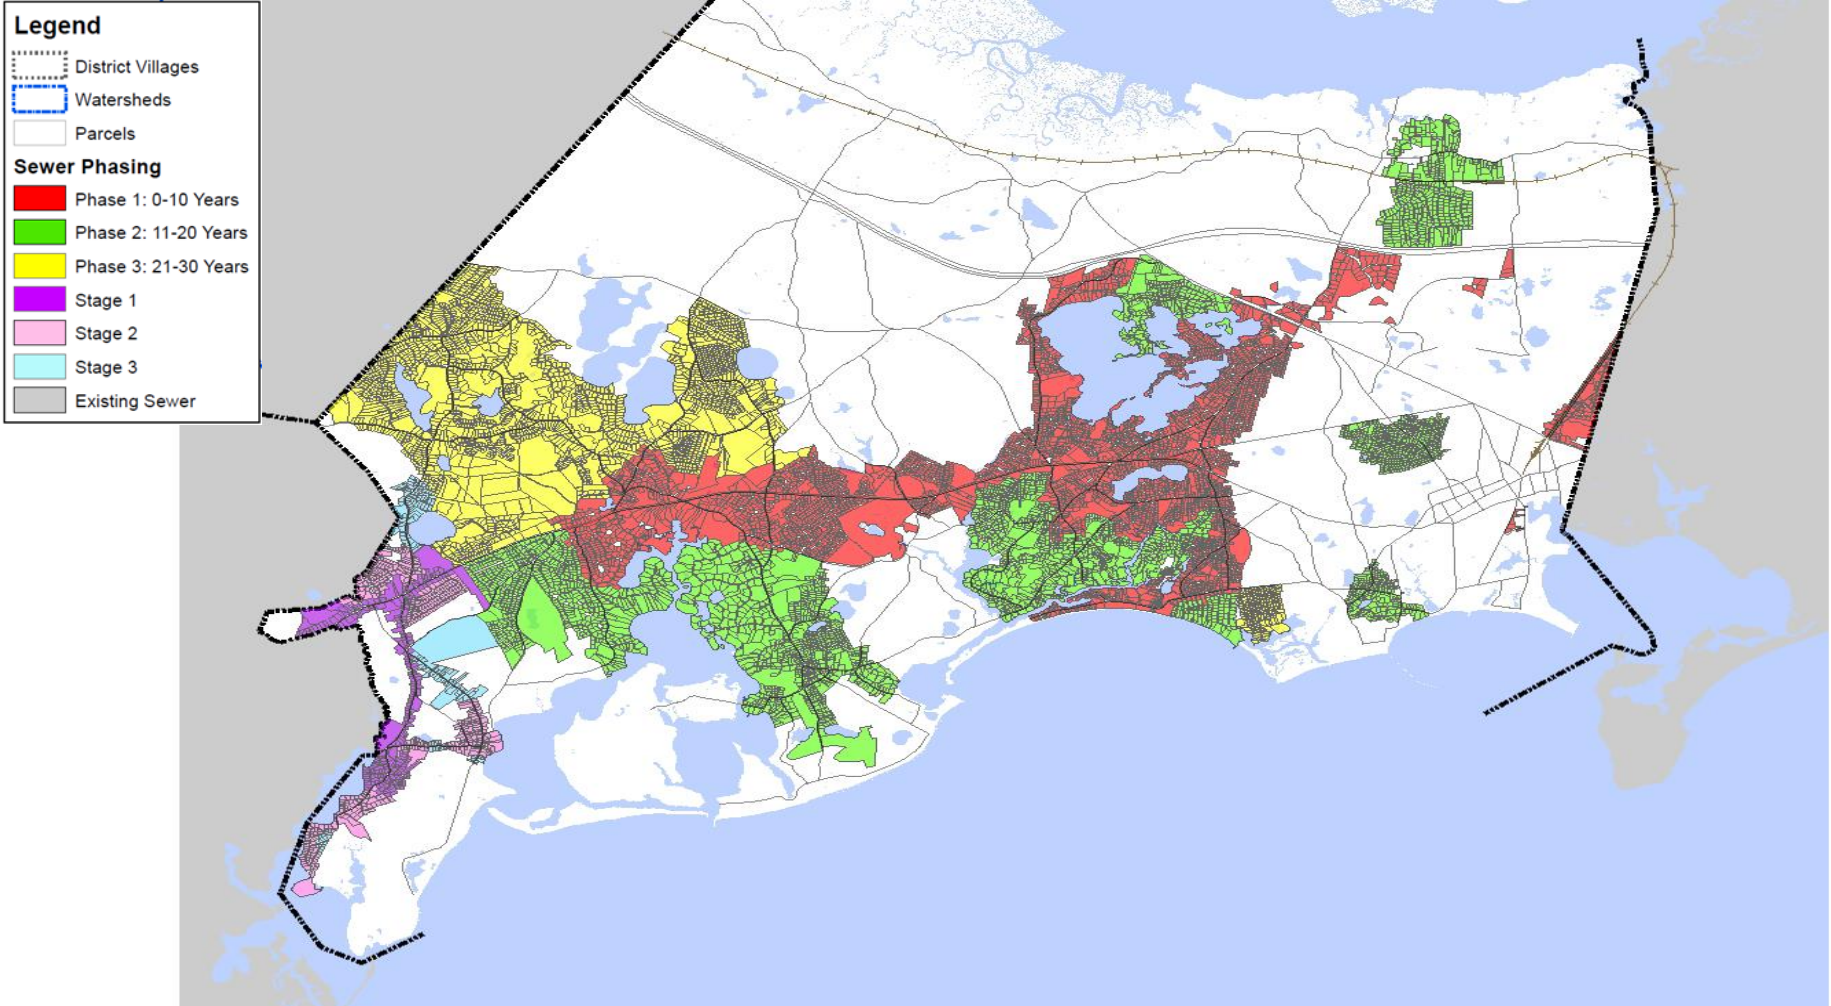 Legend
District Villages
Watersheds
Parcels
Sewer Phasing
Phase 1: 0-10 Years
Phase 2: 11-20 Years
Phase 3: 21-30 Years
Stage 1
Stage 2
Stage 3
Existing Sewer